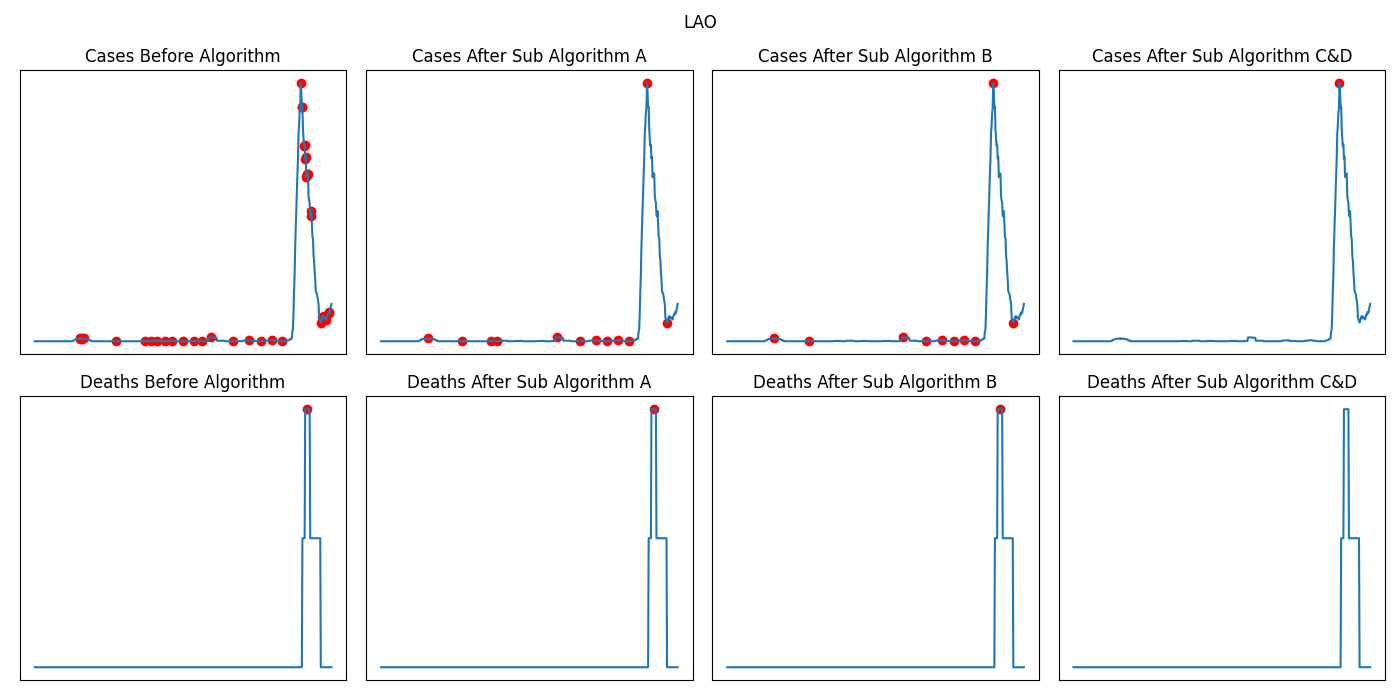 LAO
Cases Before Algorithm
Cases After Sub Algorithm A
Cases After Sub Algorithm B
Cases After Sub Algorithm C&D
Deaths Before Algorithm
Deaths After Sub Algorithm A
Deaths After Sub Algorithm B
Deaths After Sub Algorithm C&D